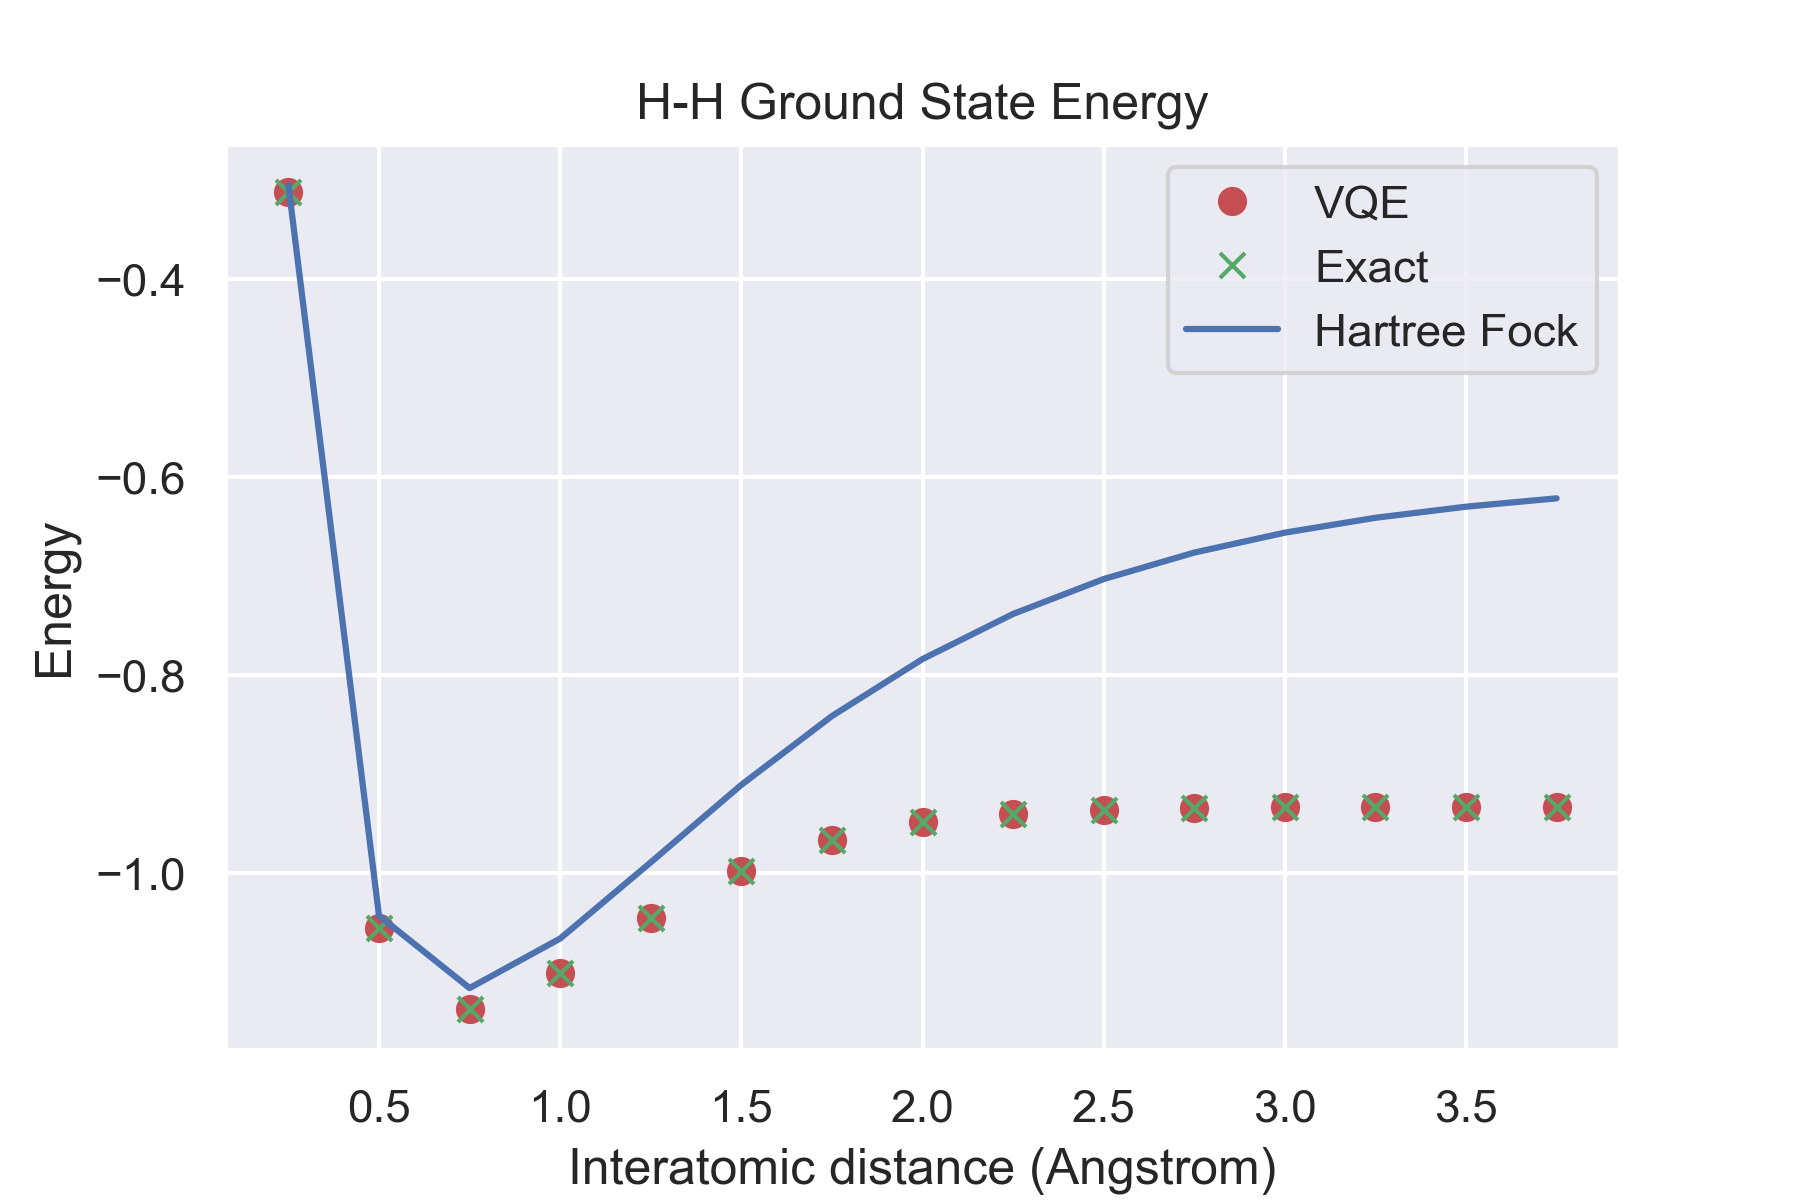 H-H Ground State Energy
VQE
Exact
Hartree Fock
Energy
−0.4
−0.6
−0.8
−1.0
0.5 1.0 1.5 2.0 2.5 3.0 3.5
Interatomic distance (Angstrom)